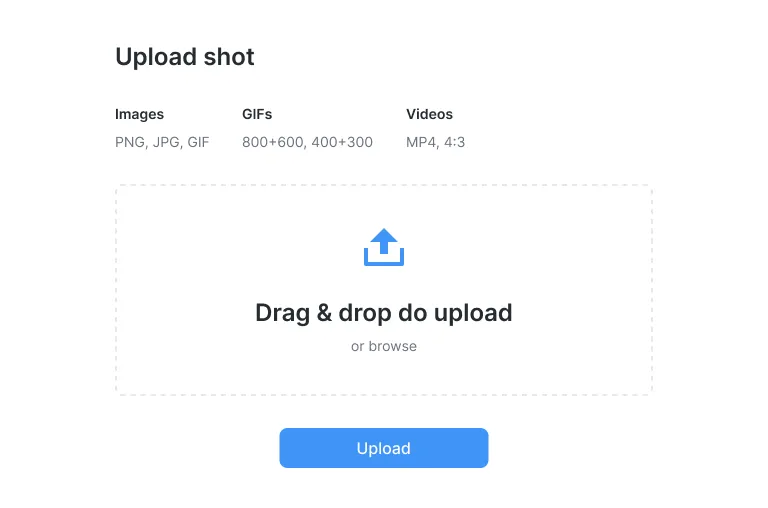 Upload shot
Images
PNG, JPG, GIF
GIFs
800+600, 400+300
Videos
MP4, 4:3
Drag & drop do upload
or browse
Upload